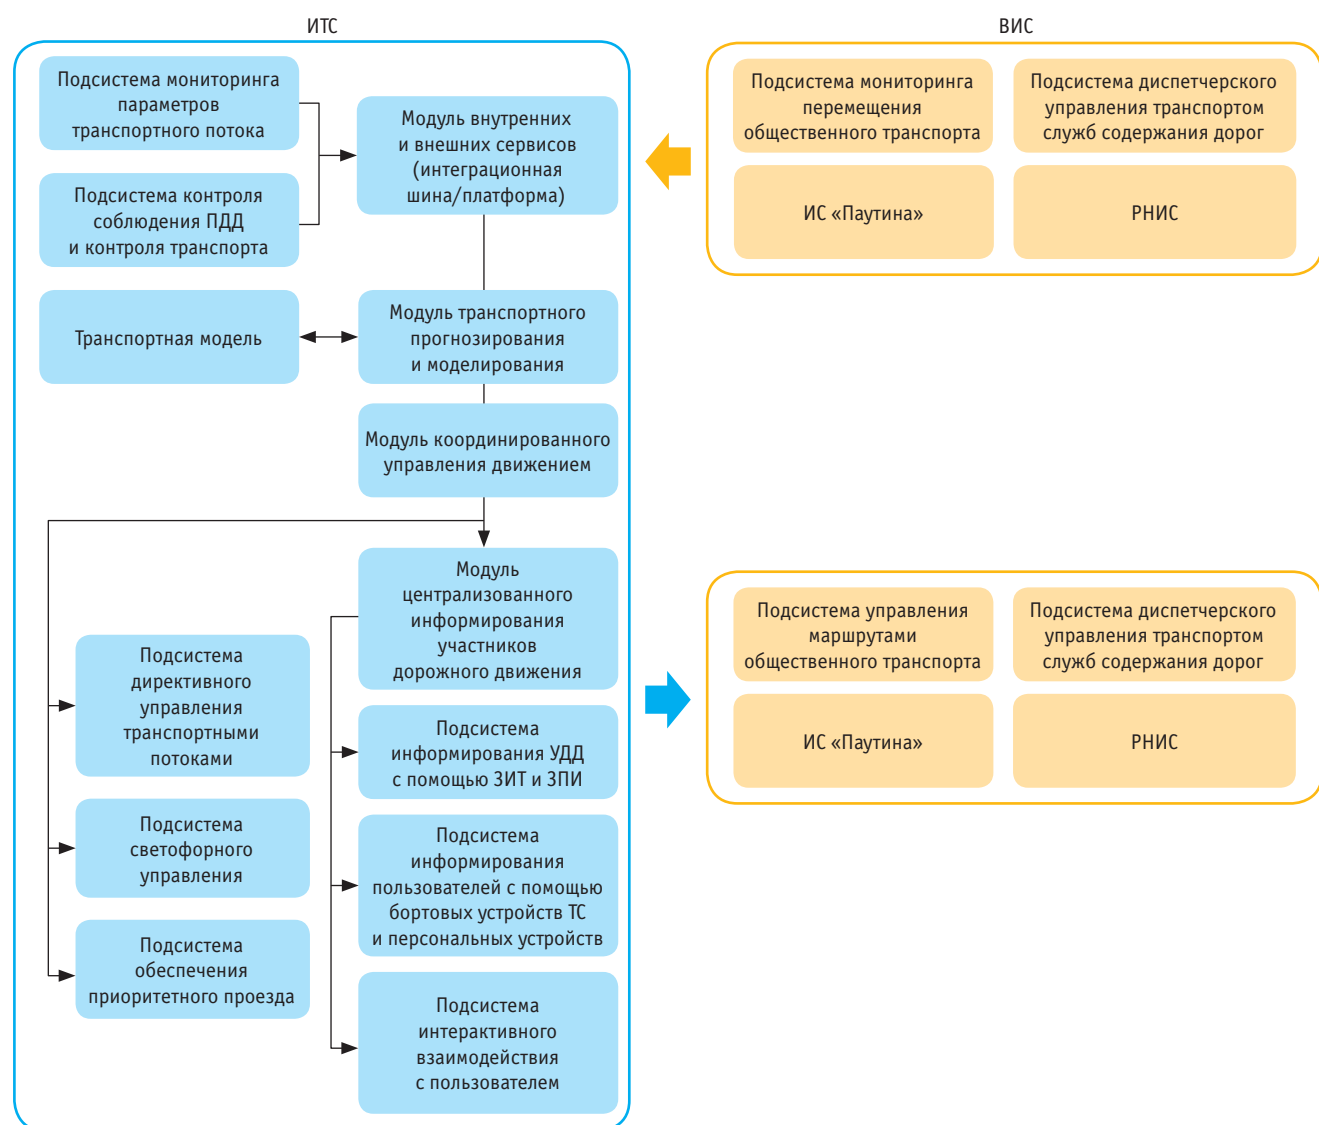 ИТС
Подсистема мониторинга
параметров
транспортного потока
Подсистема контроля
соблюдения ПДД
и контроля транспорта
Модуль внутренних
и внешних сервисов
(интеграционная
шина/платформа)
Транспортная модель
Модуль транспортного
прогнозирования
и моделирования
Модуль координированного
управления движением
Модуль
централизованного
информирования
участников
дорожного движения
Подсистема
директивного
управления
транспортными
потоками
Подсистема
светофорного
управления
Подсистема
обеспечения
приоритетного проезда
Подсистема
информирования УДД
с помощью ЗИТ и ЗПИ
Подсистема
информирования
пользователей с помощью
бортовых устройств ТС
и персональных устройств
Подсистема
интерактивного
взаимодействия
с пользователем
ВИС
Подсистема мониторинга
перемещения
общественного транспорта
Подсистема диспетчерского
управления транспортом
служб содержания дорог
ИС «Паутина»
РНИС
Подсистема управления
маршрутами
общественного транспорта
Подсистема диспетчерского
управления транспортом
служб содержания дорог
ИС «Паутина»
РНИС